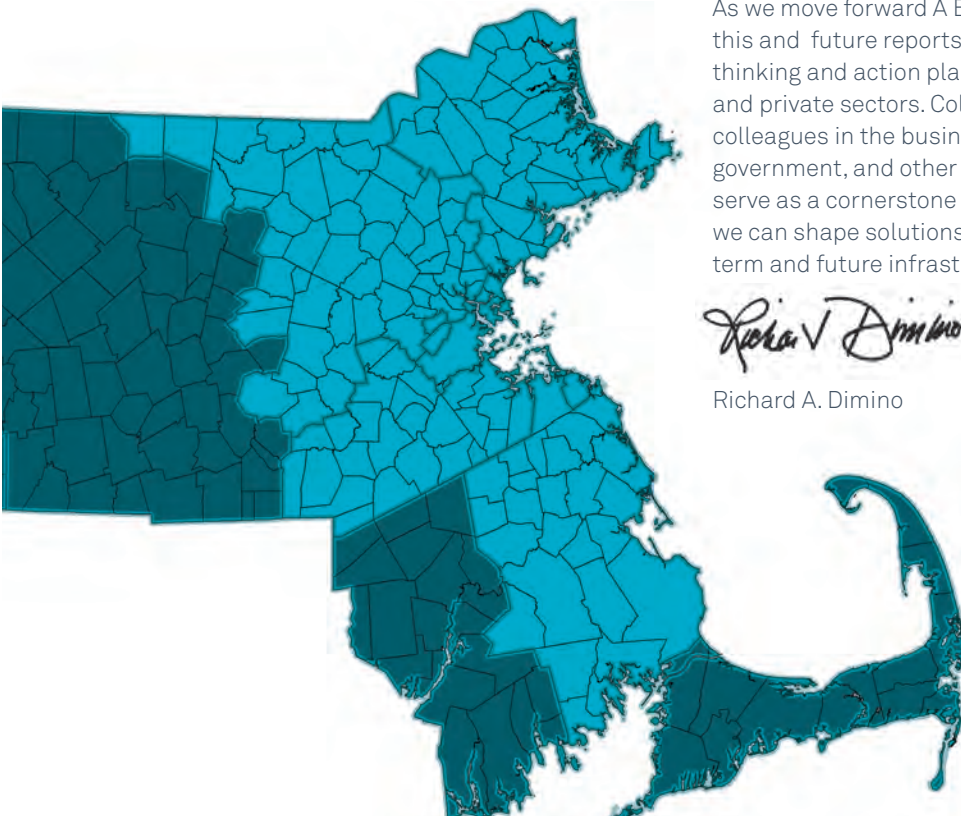 As we move forward A B
this and future reports
thinking and action pla
and private sectors. Col
colleagues in the busin
government, and other
serve as a cornerstone
we can shape solutions
term and future infrast
Richard A. Dimino